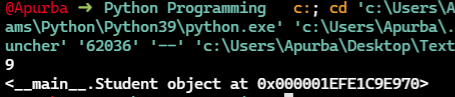 @Apurba ➜ Python Programming c:; cd 'c:\Users\A
ams\Python\Python39\python.exe' 'c:\Users\Apurba\.
uncher' '62036' '--' 'c:\Users\Apurba\Desktop\Text
9
<__main__.Student object at 0x000001EFE1C9E970>